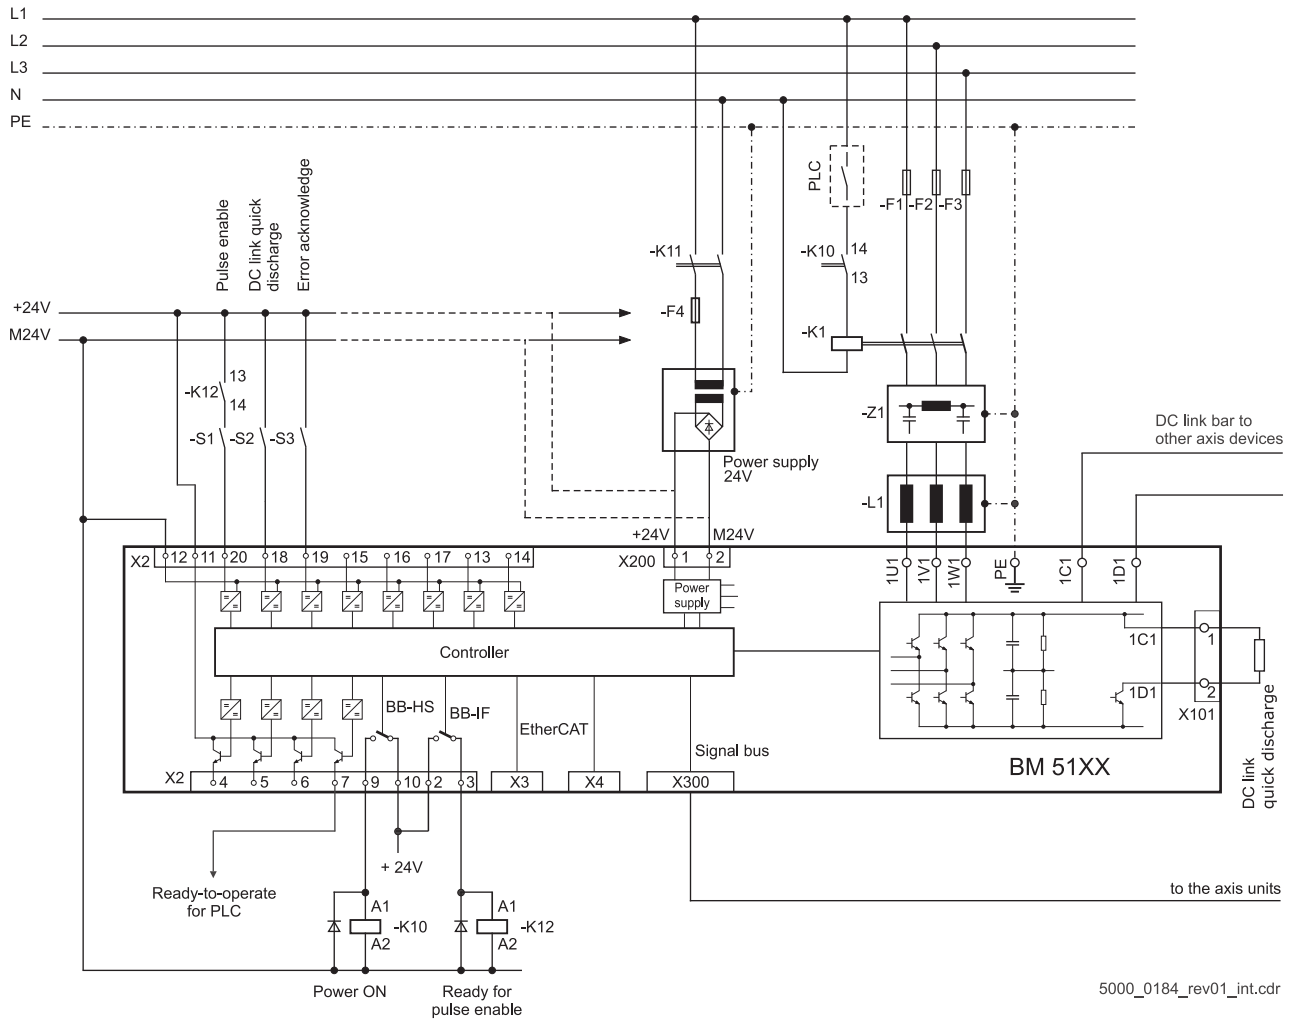 L1
L2
L3
N
PE
Pulse enable
DC link quick
discharge
Error acknowledge
PLC
-F1 -F2 -F3
-K11
-K10
14
13
+24V
M24V
-F4
-K1
13
-K12
14
-S1 -S2 -S3
-Z1
Power supply
24V
DC link bar to
other axis devices
-L1
+24V M24V
X2 12 11 20 18 19 15 16 17 13 14
X200 1 2
1U1 1V1 1W1 PE 1C1 1D1
Power
supply
Controller
1C1 1
1D1 2
X101
BB-HS
BB-IF
EtherCAT
Signal bus
BM 51XX
DC link
quick discharge
X2 4 5 6 7 9 10 2 3 X3 X4 X300
+ 24V
Ready-to-operate
for PLC
to the axis units
A1
-K10
A2
A1
-K12
A2
Power ON
Ready for
pulse enable
5000_0184_rev01_int.cdr